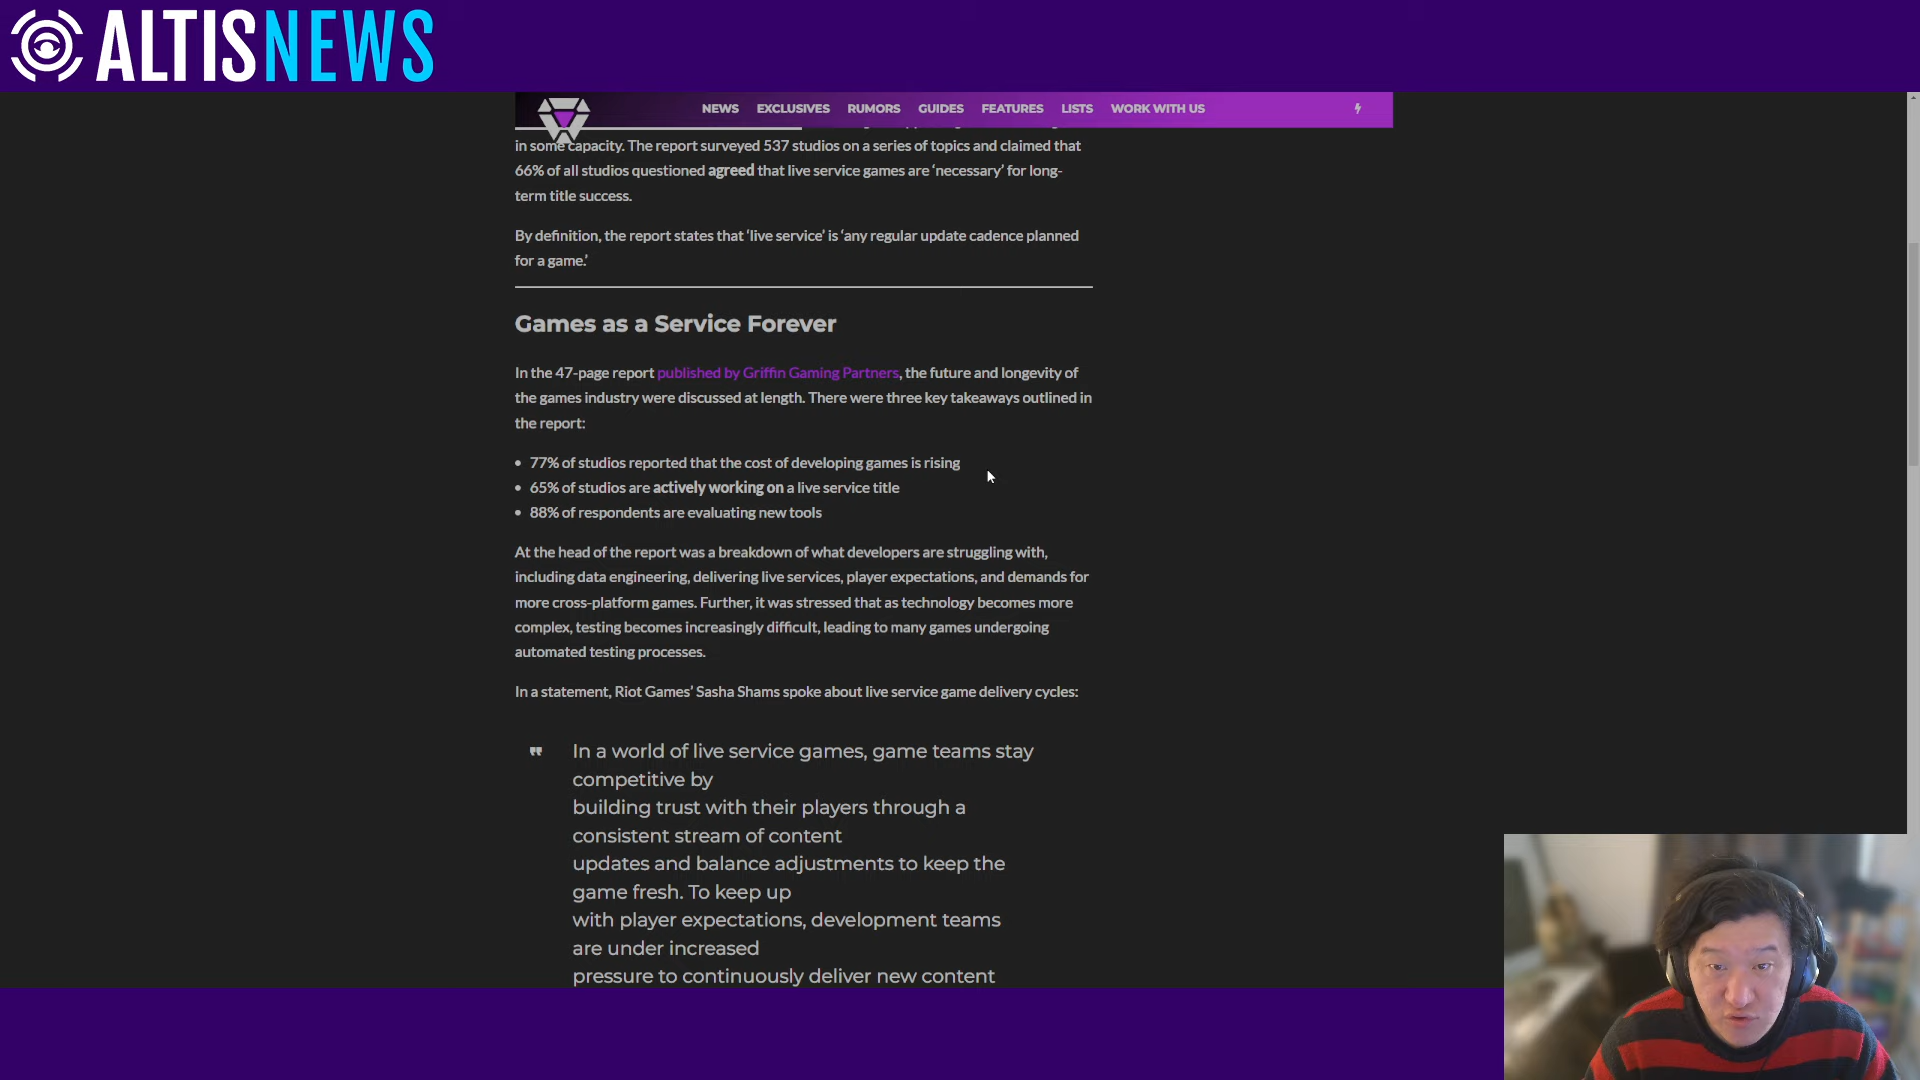 ALTISNEWS
NEWS EXCLUSIVES RUMORS GUIDES FEATURES LISTS WORK WITH US
in some capacity. The report surveyed 537 studios on a series of topics and claimed that
66% of all studios questioned agreed that live service games are ‘necessary’ for long-
term title success.
By definition, the report states that ‘live service’ is ‘any regular update cadence planned
for a game.’
Games as a Service Forever
In the 47-page report published by Griffin Gaming Partners, the future and longevity of
the games industry were discussed at length. There were three key takeaways outlined in
the report:
• 77% of studios reported that the cost of developing games is rising
• 65% of studios are actively working on a live service title
• 88% of respondents are evaluating new tools
At the head of the report was a breakdown of what developers are struggling with,
including data engineering, delivering live services, player expectations, and demands for
more cross-platform games. Further, it was stressed that as technology becomes more
complex, testing becomes increasingly difficult, leading to many games undergoing
automated testing processes.
In a statement, Riot Games’ Sasha Shams spoke about live service game delivery cycles:
" In a world of live service games, game teams stay
competitive by
building trust with their players through a
consistent stream of content
updates and balance adjustments to keep the
game fresh. To keep up
with player expectations, development teams
are under increased
pressure to continuously deliver new content